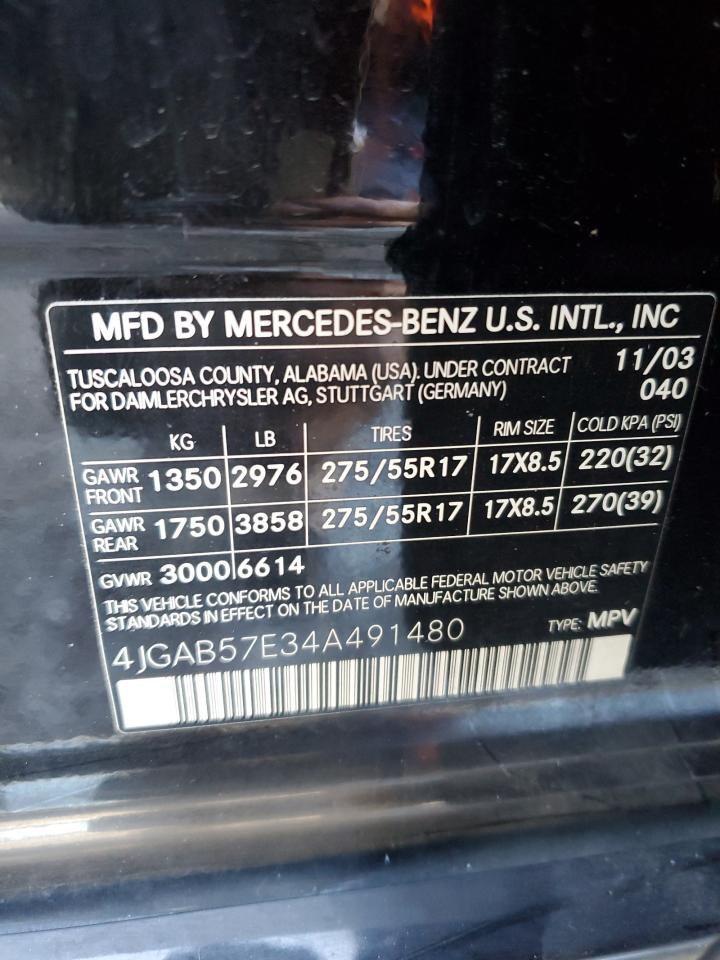 MFD BY MERCEDES-BENZ U.S. INTL., INC
TUSCALOOSA COUNTY, ALABAMA (USA). UNDER CONTRACT 11/03
FOR DAIMLERCHRYSLER AG, STUTTGART (GERMANY) 040
KG LB TIRES RIM SIZE COLD KPA (PSI)
GAWR FRONT 1350 2976 275/55R17 17X8.5 220(32)
GAWR REAR 1750 3858 275/55R17 17X8.5 270(39)
GVWR 3000 6614
THIS VEHICLE CONFORMS TO ALL APPLICABLE FEDERAL MOTOR VEHICLE SAFETY
STANDARDS IN EFFECT ON THE DATE OF MANUFACTURE SHOWN ABOVE.
4JGAB57E34A491480 TYPE: MPV